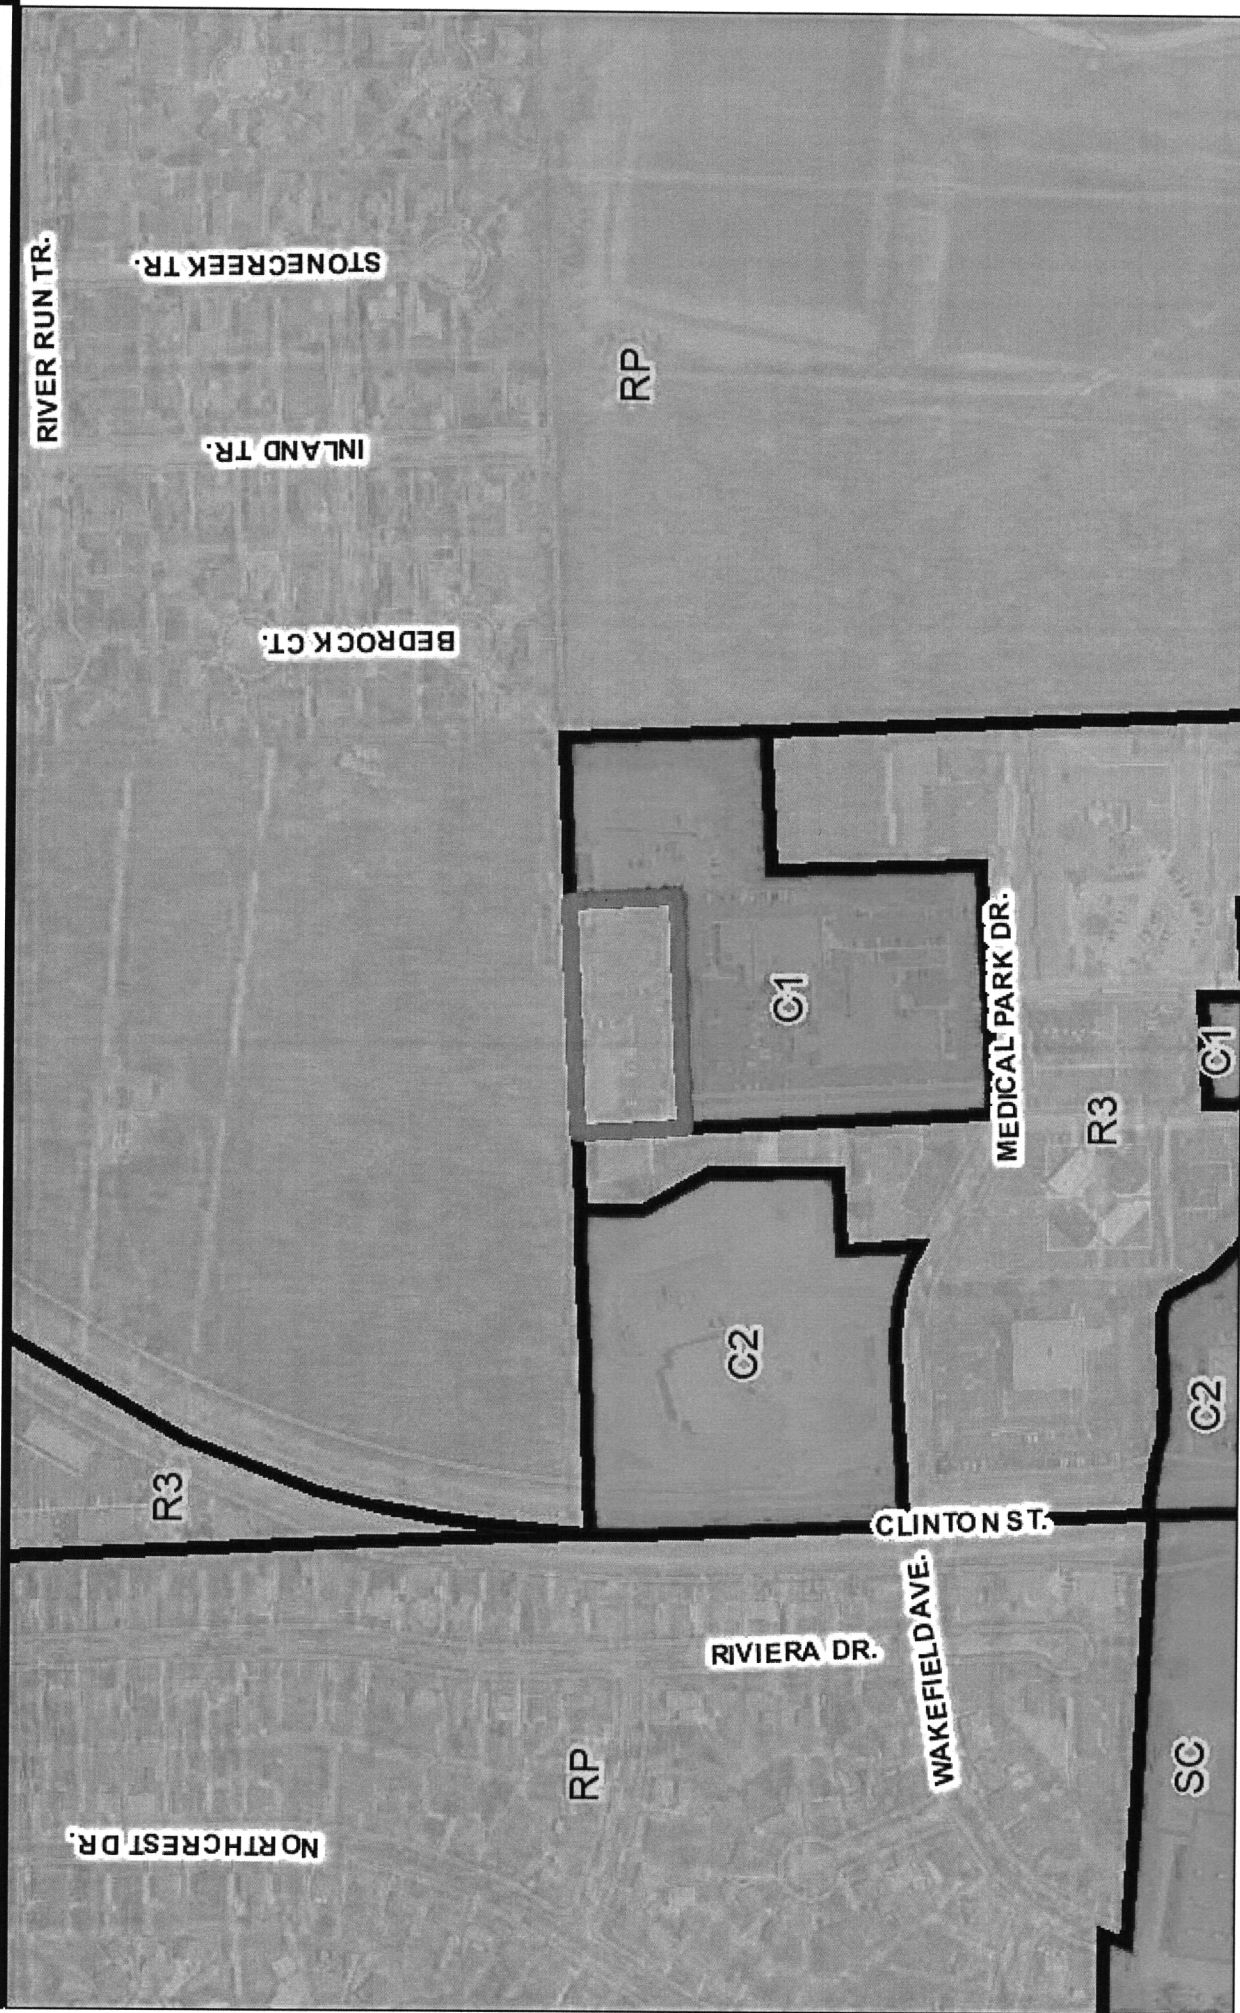 RIVER RUN TR.
STONECREEK TR.
INLAND TR.
RP
BEDROCK CT.
C1
MEDICAL PARK DR.
C1
R3
C2
C2
R3
CLINTON ST.
WAKEFIELD AVE.
RIVIERA DR.
RP
SC
NORTHCREST DR.